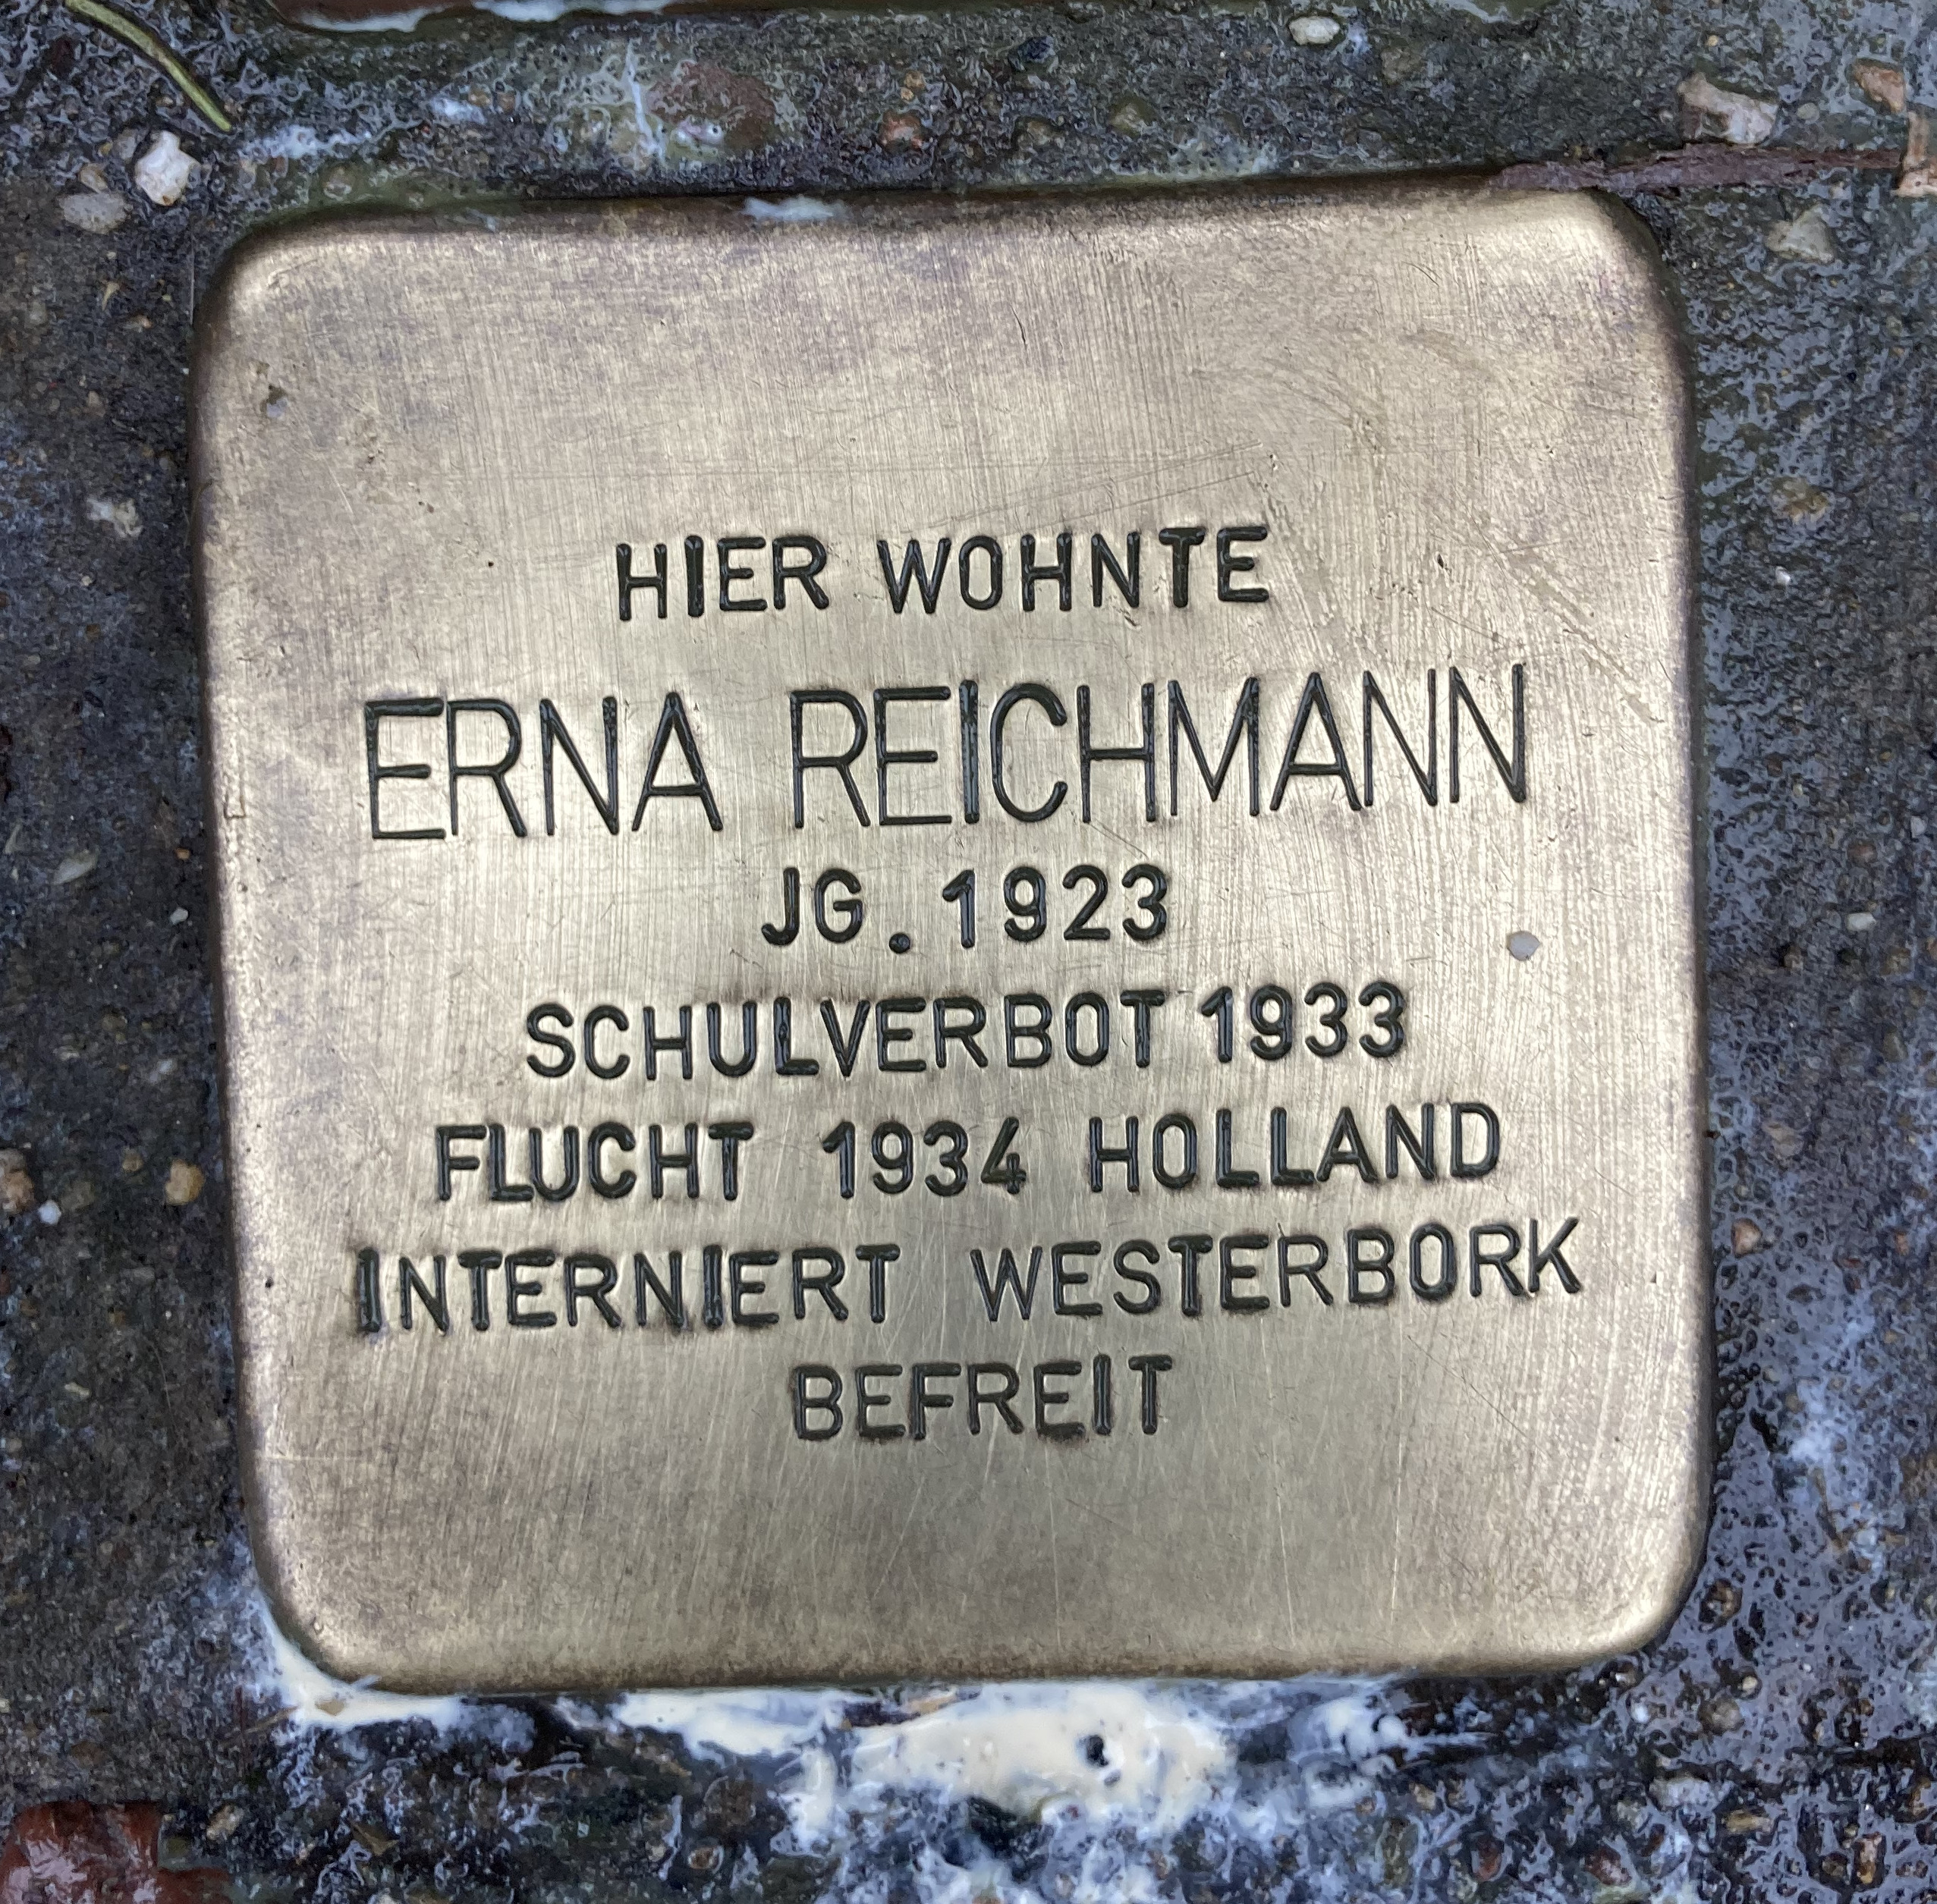 HIER WOHNTE
ERNA REICHMANN
JG. 1923
SCHULVERBOT 1933
FLUCHT 1934 HOLLAND
INTERNIERT WESTERBORK
BEFREIT